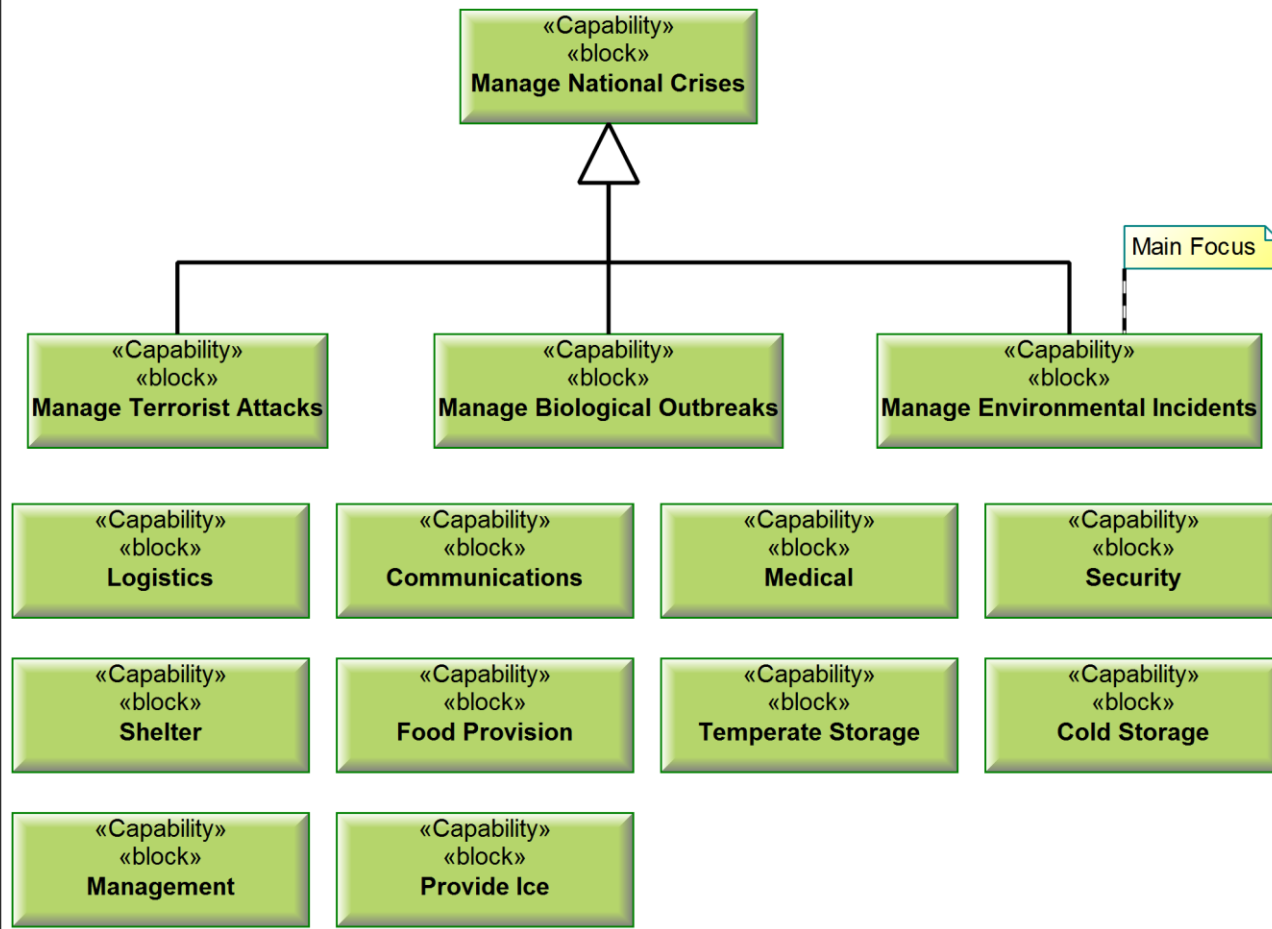 «Capability»
«block»
Manage National Crises
Main Focus
«Capability»
«block»
Manage Terrorist Attacks
«Capability»
«block»
Manage Biological Outbreaks
«Capability»
«block»
Manage Environmental Incidents
«Capability»
«block»
Logistics
«Capability»
«block»
Communications
«Capability»
«block»
Medical
«Capability»
«block»
Security
«Capability»
«block»
Shelter
«Capability»
«block»
Food Provision
«Capability»
«block»
Temperate Storage
«Capability»
«block»
Cold Storage
«Capability»
«block»
Management
«Capability»
«block»
Provide Ice